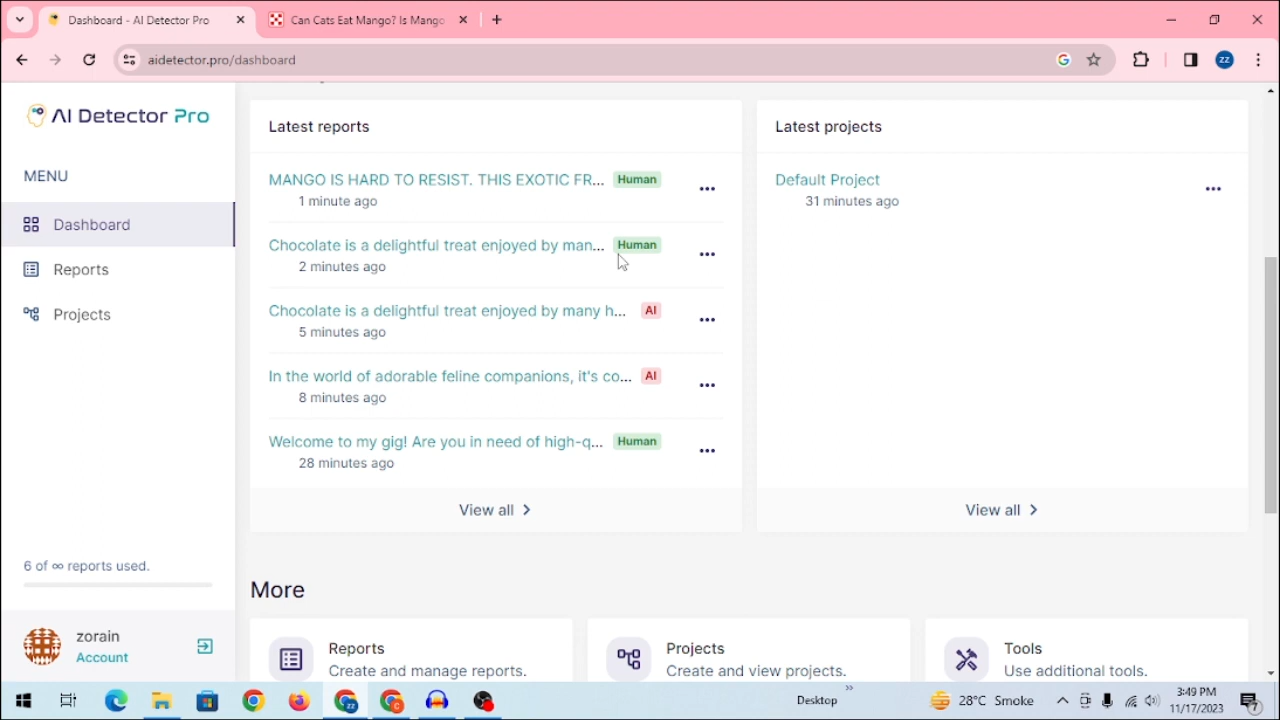 Dashboard - AI Detector Pro
Can Cats Eat Mango? Is Mango
aidetector.pro/dashboard
ZZ
AI Detector Pro
MENU
Dashboard
Reports
Projects
6 of ∞ reports used.
zorain
Account
Latest reports
MANGO IS HARD TO RESIST. THIS EXOTIC FR... Human
1 minute ago
Chocolate is a delightful treat enjoyed by man... Human
2 minutes ago
Chocolate is a delightful treat enjoyed by many h... AI
5 minutes ago
In the world of adorable feline companions, it's co... AI
8 minutes ago
Welcome to my gig! Are you in need of high-q... Human
28 minutes ago
View all
Latest projects
Default Project
31 minutes ago
View all
More
Reports
Create and manage reports.
Projects
Create and view projects.
Tools
Use additional tools.
Desktop
28°C Smoke
3:49 PM
11/17/2023
7